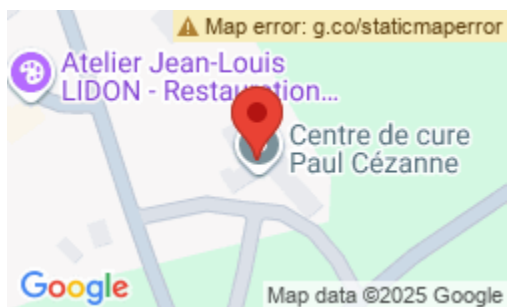 Map error: g.co/staticmaperror
Atelier Jean-Louis
LIDON - Restauration...
Centre de cure
Paul Cézanne
Google
Map data ©2025 Google